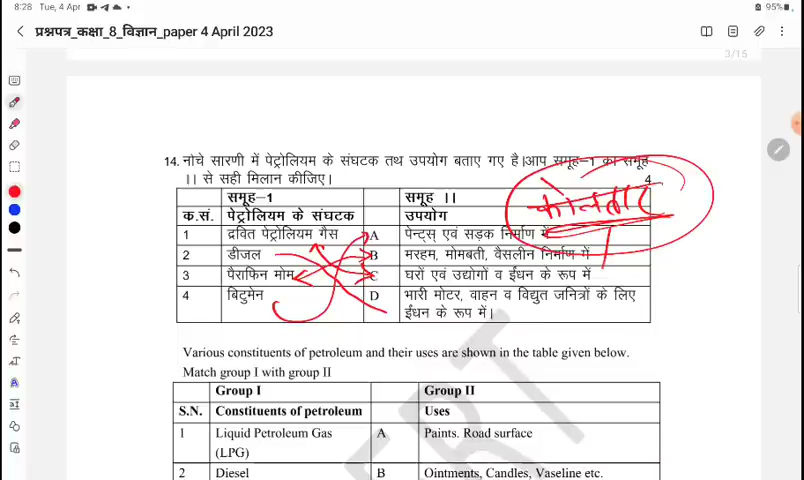 8:28 Tue, 4 Apr
95%
प्रश्नपत्र_कक्षा_8_विज्ञान_paper 4 April 2023
3/15
14. नीचे सारणी में पेट्रोलियम के संघटक तथ उपयोग बताए गए है।आप समूह-1 का समूह
।। से सही मिलान कीजिए। 4
कोलतार
समूह-1 समूह ।।
क.सं. पेट्रोलियम के संघटक उपयोग
1 द्रवित पेट्रोलियम गैस A पेन्ट्स् एवं सड़क निर्माण में
2 डीजल B मरहम, मोमबती, वैसलीन निर्माण में
3 पैराफिन मोम C घरों एवं उद्योगों व ईंधन के रूप में
4 बिटुमेन D भारी मोटर, वाहन व विद्युत जनित्रों के लिए
ईंधन के रूप में।
Various constituents of petroleum and their uses are shown in the table given below.
Match group I with group II
Group I Group II
S.N. Constituents of petroleum Uses
1 Liquid Petroleum Gas A Paints. Road surface
(LPG)
2 Diesel B Ointments, Candles, Vaseline etc.